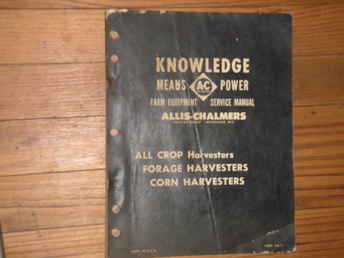 KNOWLEDGE
MEANS AC POWER
FARM EQUIPMENT SERVICE MANUAL
ALLIS-CHALMERS
ALL CROP Harvesters
FORAGE HARVESTERS
CORN HARVESTERS